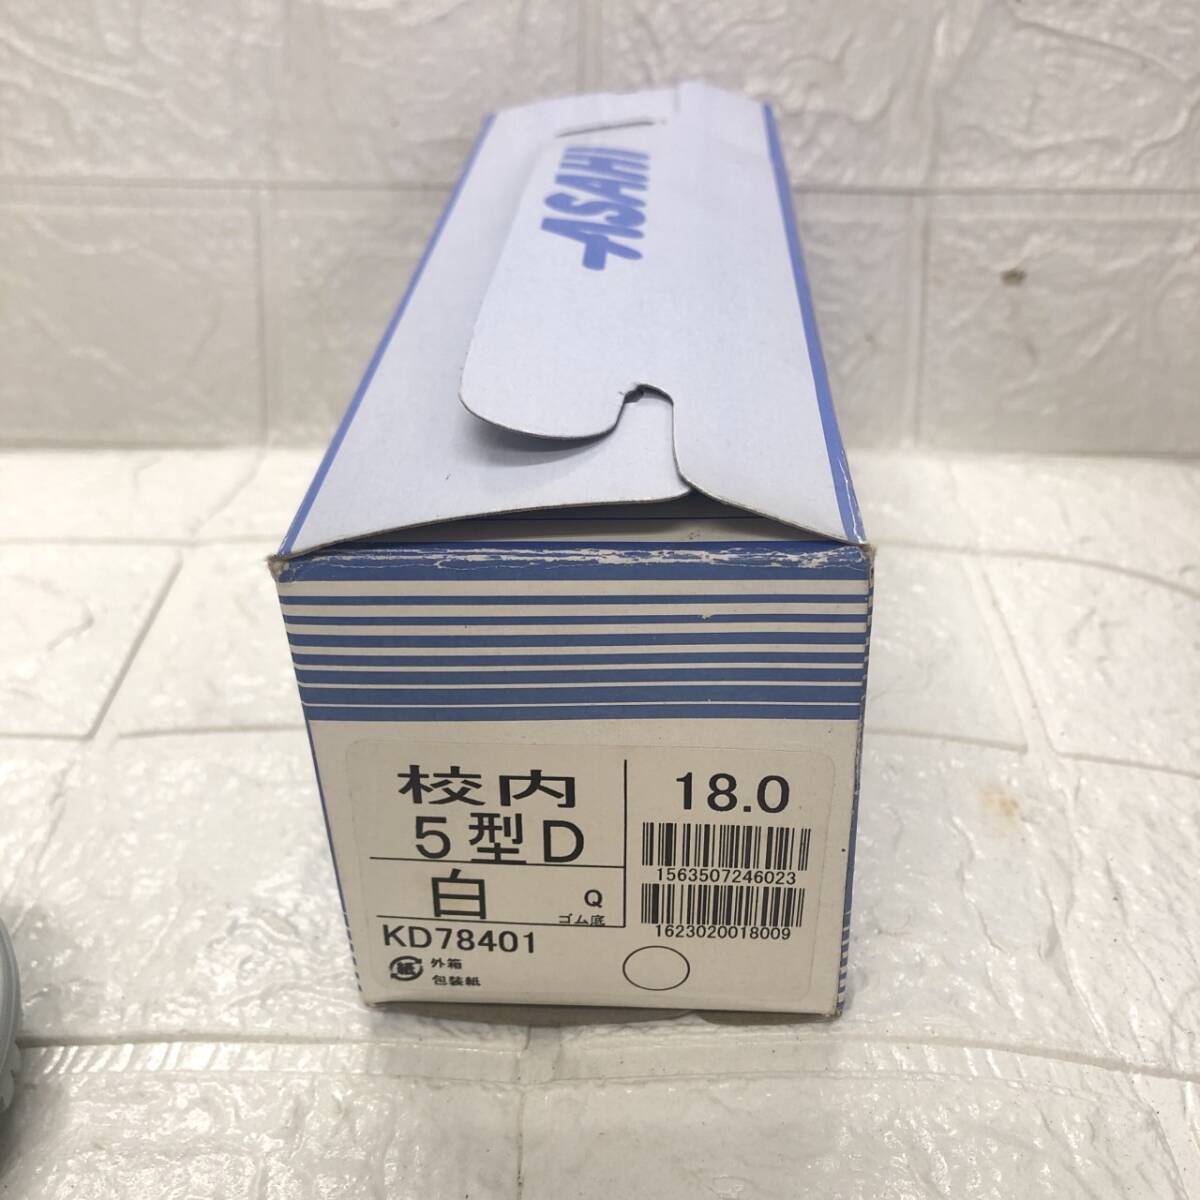 ASAHI
校内
5型D
白
Q
ゴム底
KD78401
紙
外箱
包装紙
18.0
1563507246023
1623020018009